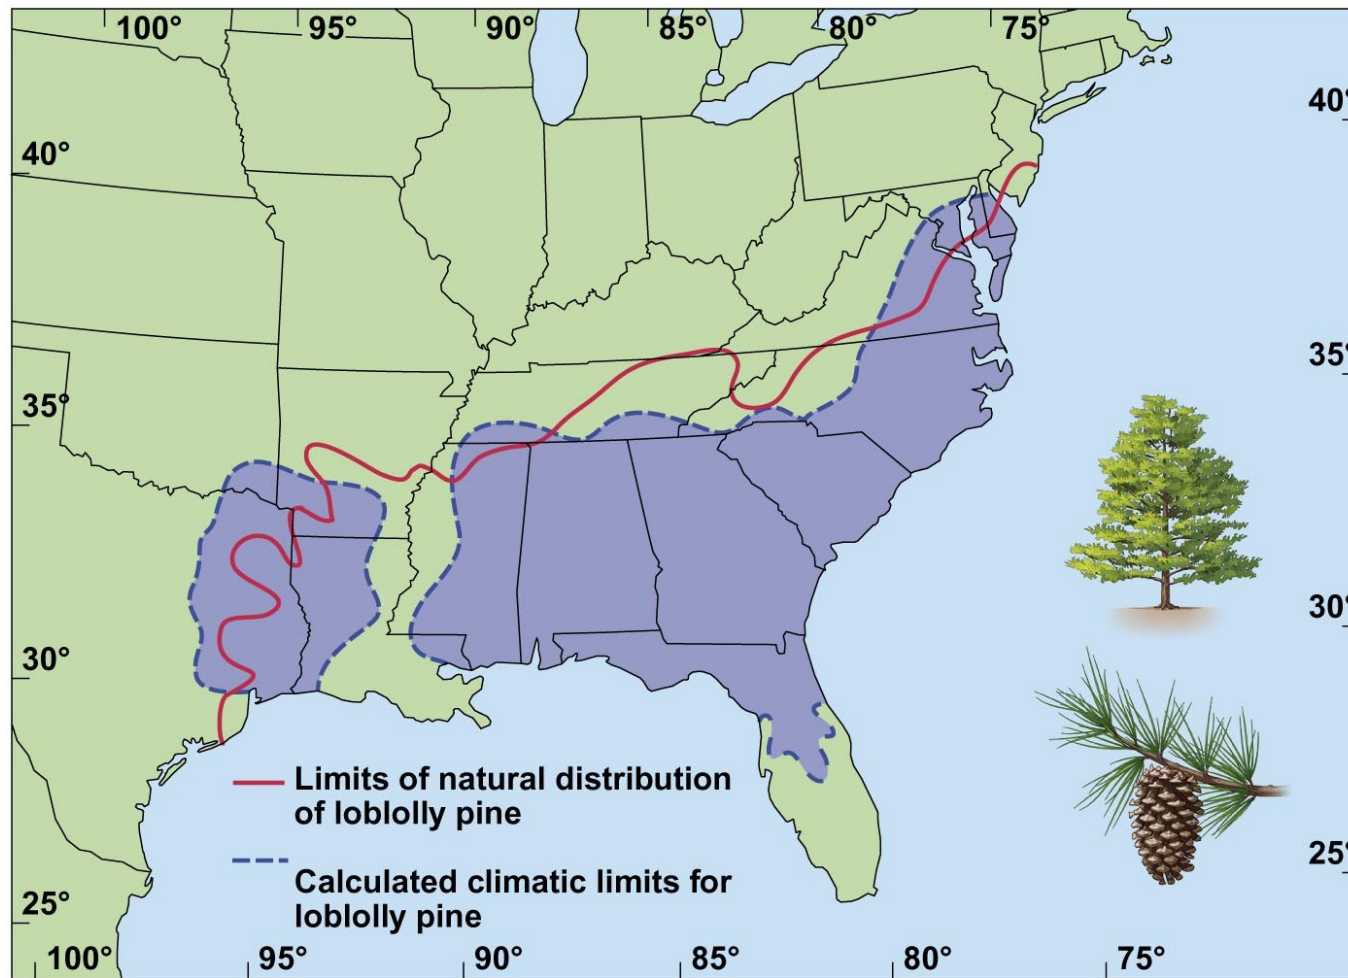 100° 95° 90° 85° 80° 75°
40°
40°
35°
35°
30°
30°
25°
25°
Limits of natural distribution
of loblolly pine
Calculated climatic limits for
loblolly pine
100° 95° 90° 85° 80° 75°